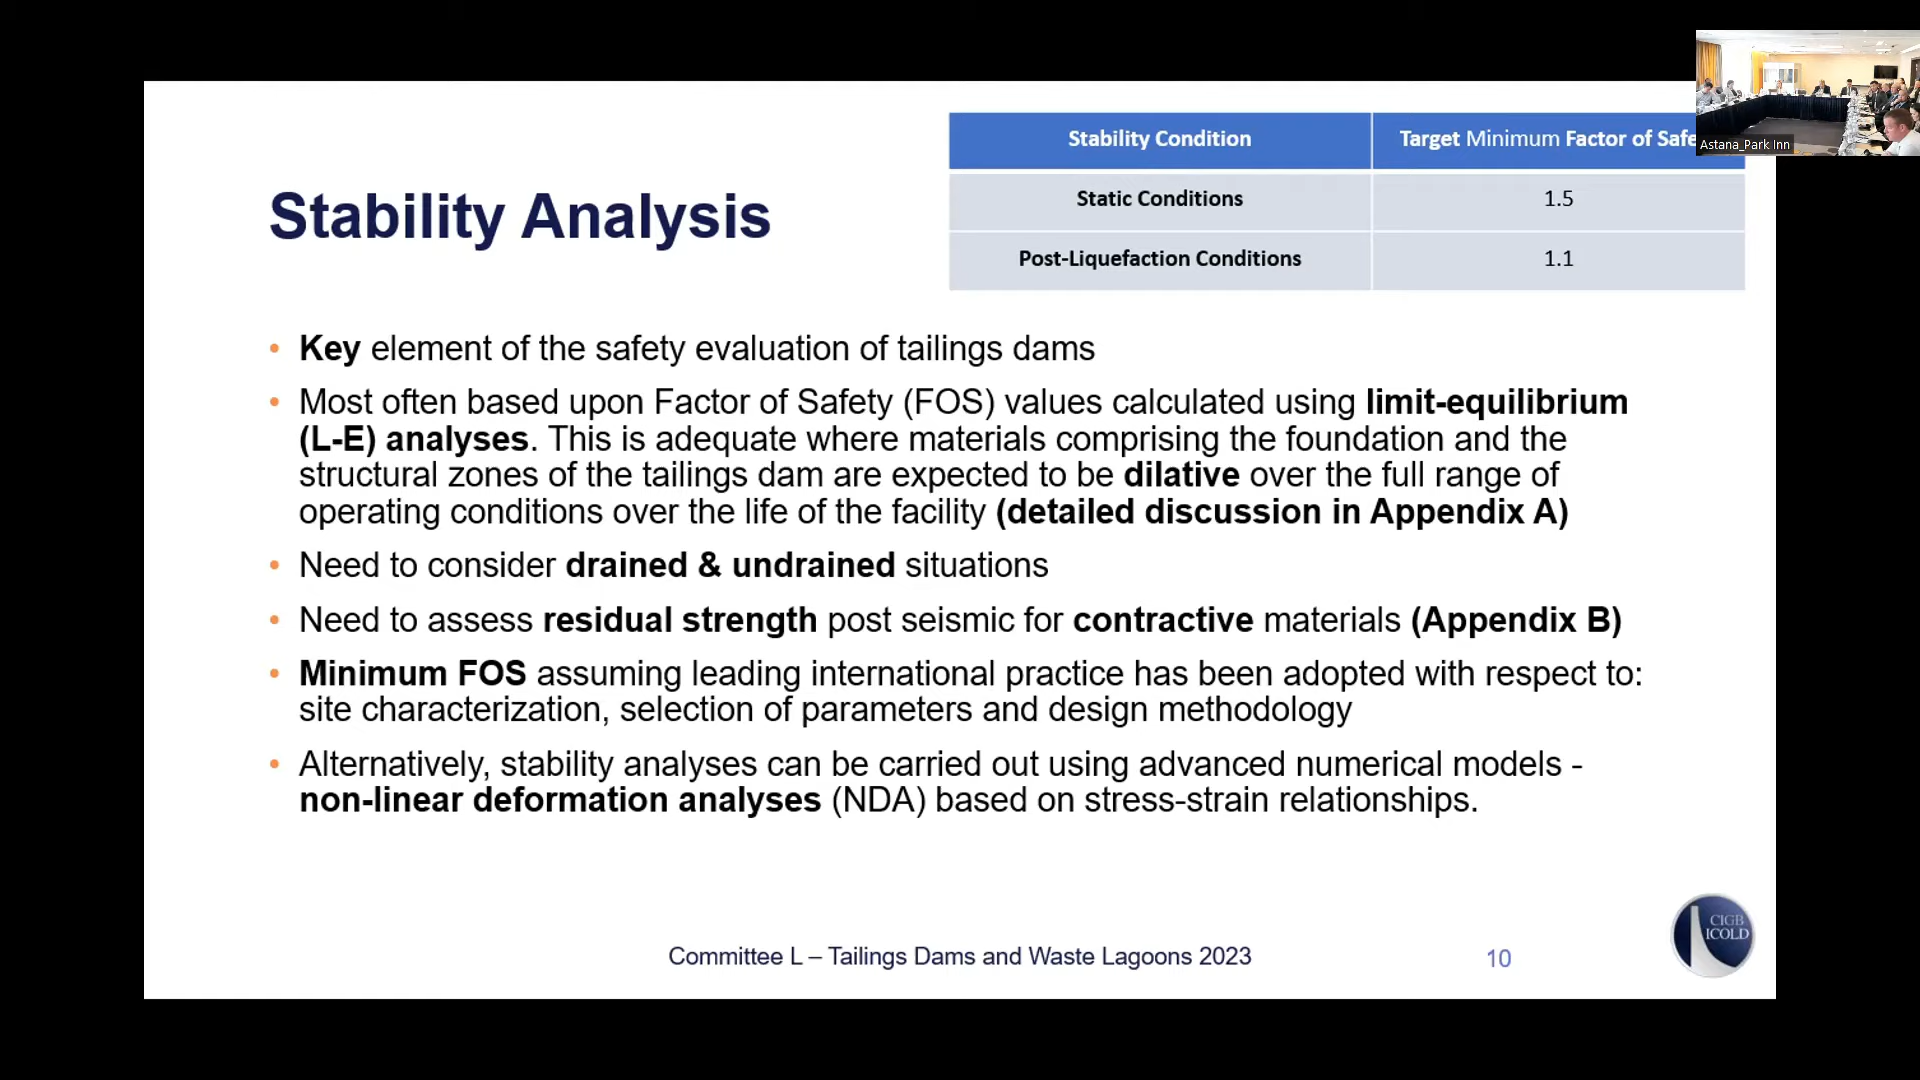 Stability Condition
Target Minimum Factor of Safe
Astana_Park Inn
Static Conditions
1.5
Post-Liquefaction Conditions
1.1
Stability Analysis
• Key element of the safety evaluation of tailings dams
• Most often based upon Factor of Safety (FOS) values calculated using limit-equilibrium
(L-E) analyses. This is adequate where materials comprising the foundation and the
structural zones of the tailings dam are expected to be dilative over the full range of
operating conditions over the life of the facility (detailed discussion in Appendix A)
• Need to consider drained & undrained situations
• Need to assess residual strength post seismic for contractive materials (Appendix B)
• Minimum FOS assuming leading international practice has been adopted with respect to:
site characterization, selection of parameters and design methodology
• Alternatively, stability analyses can be carried out using advanced numerical models -
non-linear deformation analyses (NDA) based on stress-strain relationships.
CIGB
ICOLD
Committee L – Tailings Dams and Waste Lagoons 2023
10